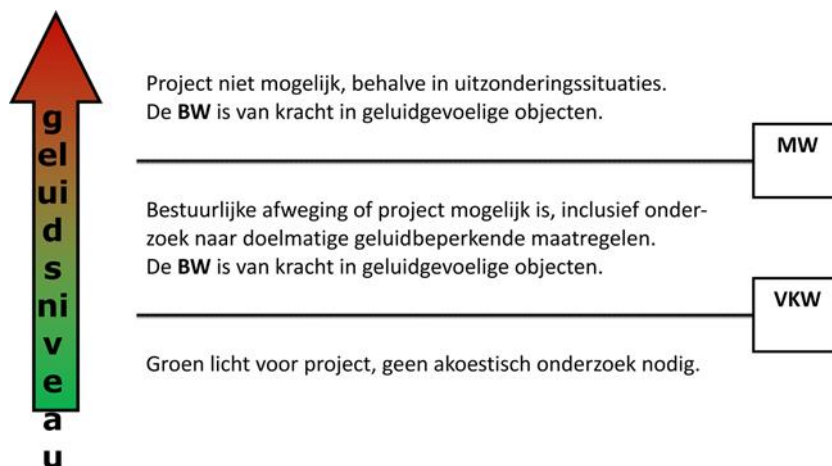 g
el
ui
d
s
ni
v
e
a
u
Project niet mogelijk, behalve in uitzonderingssituaties.
De BW is van kracht in geluidgevoelige objecten.
MW
Bestuurlijke afweging of project mogelijk is, inclusief onder-
zoek naar doelmatige geluidbeperkende maatregelen.
De BW is van kracht in geluidgevoelige objecten.
VKW
Groen licht voor project, geen akoestisch onderzoek nodig.